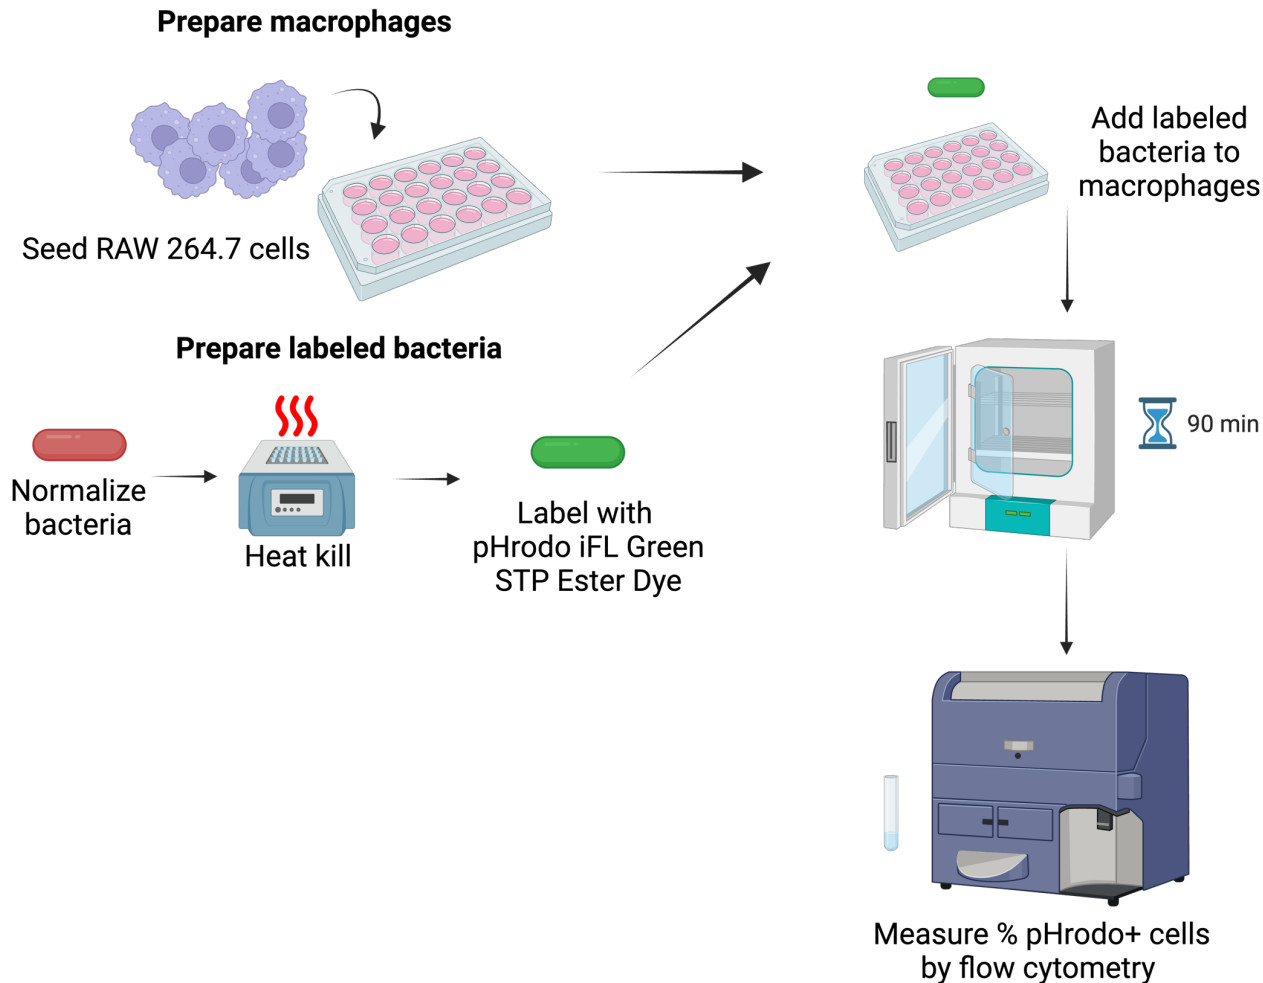 Prepare macrophages
Seed RAW 264.7 cells
Add labeled
bacteria to
macrophages
Prepare labeled bacteria
Normalize
bacteria
Heat kill
Label with
pHrodo iFL Green
STP Ester Dye
90 min
Measure % pHrodo+ cells
by flow cytometry